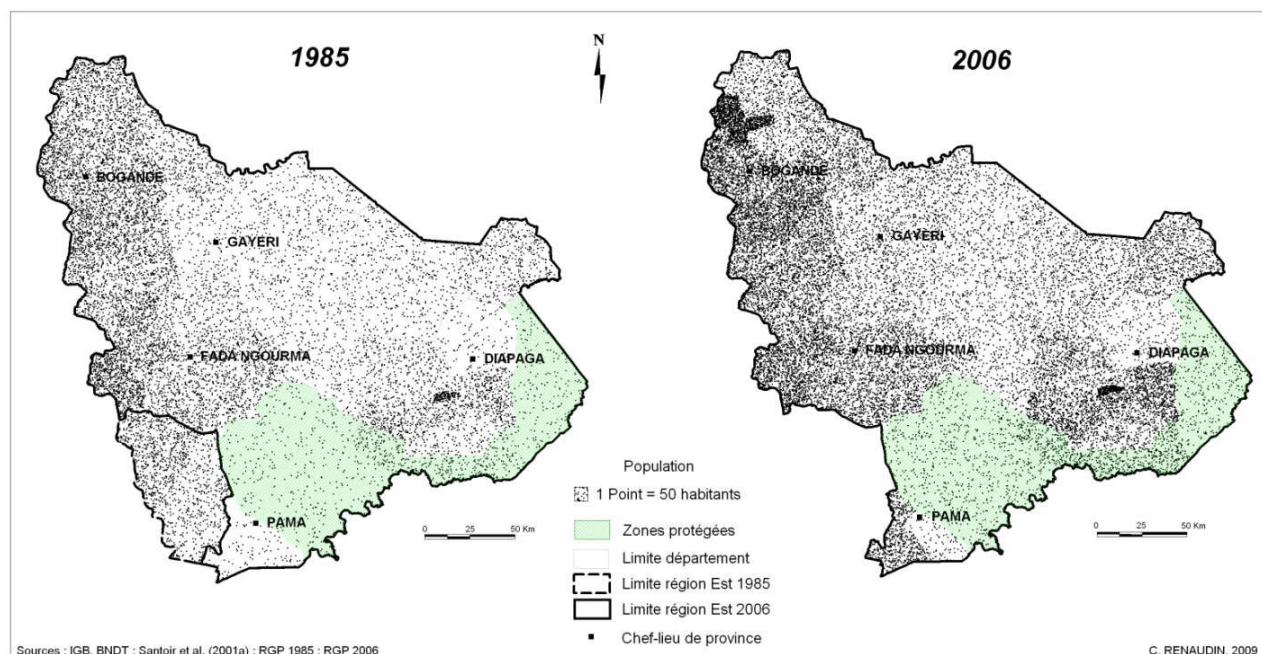 1985
N
2006
BOGANDE
GAYERI
FADA NGOURMA
DIAPAGA
PAMA
0 25 50 Km
BOGANDE
GAYERI
FADA NGOURMA
DIAPAGA
PAMA
0 25 50 Km
Population
1 Point = 50 habitants
Zones protégées
Limite département
Limite région Est 1985
Limite région Est 2006
Chef-lieu de province
Sources : IGB, BNDT ; Santoir et al. (2001a) ; RGP 1985 ; RGP 2006
C. RENAUDIN, 2009